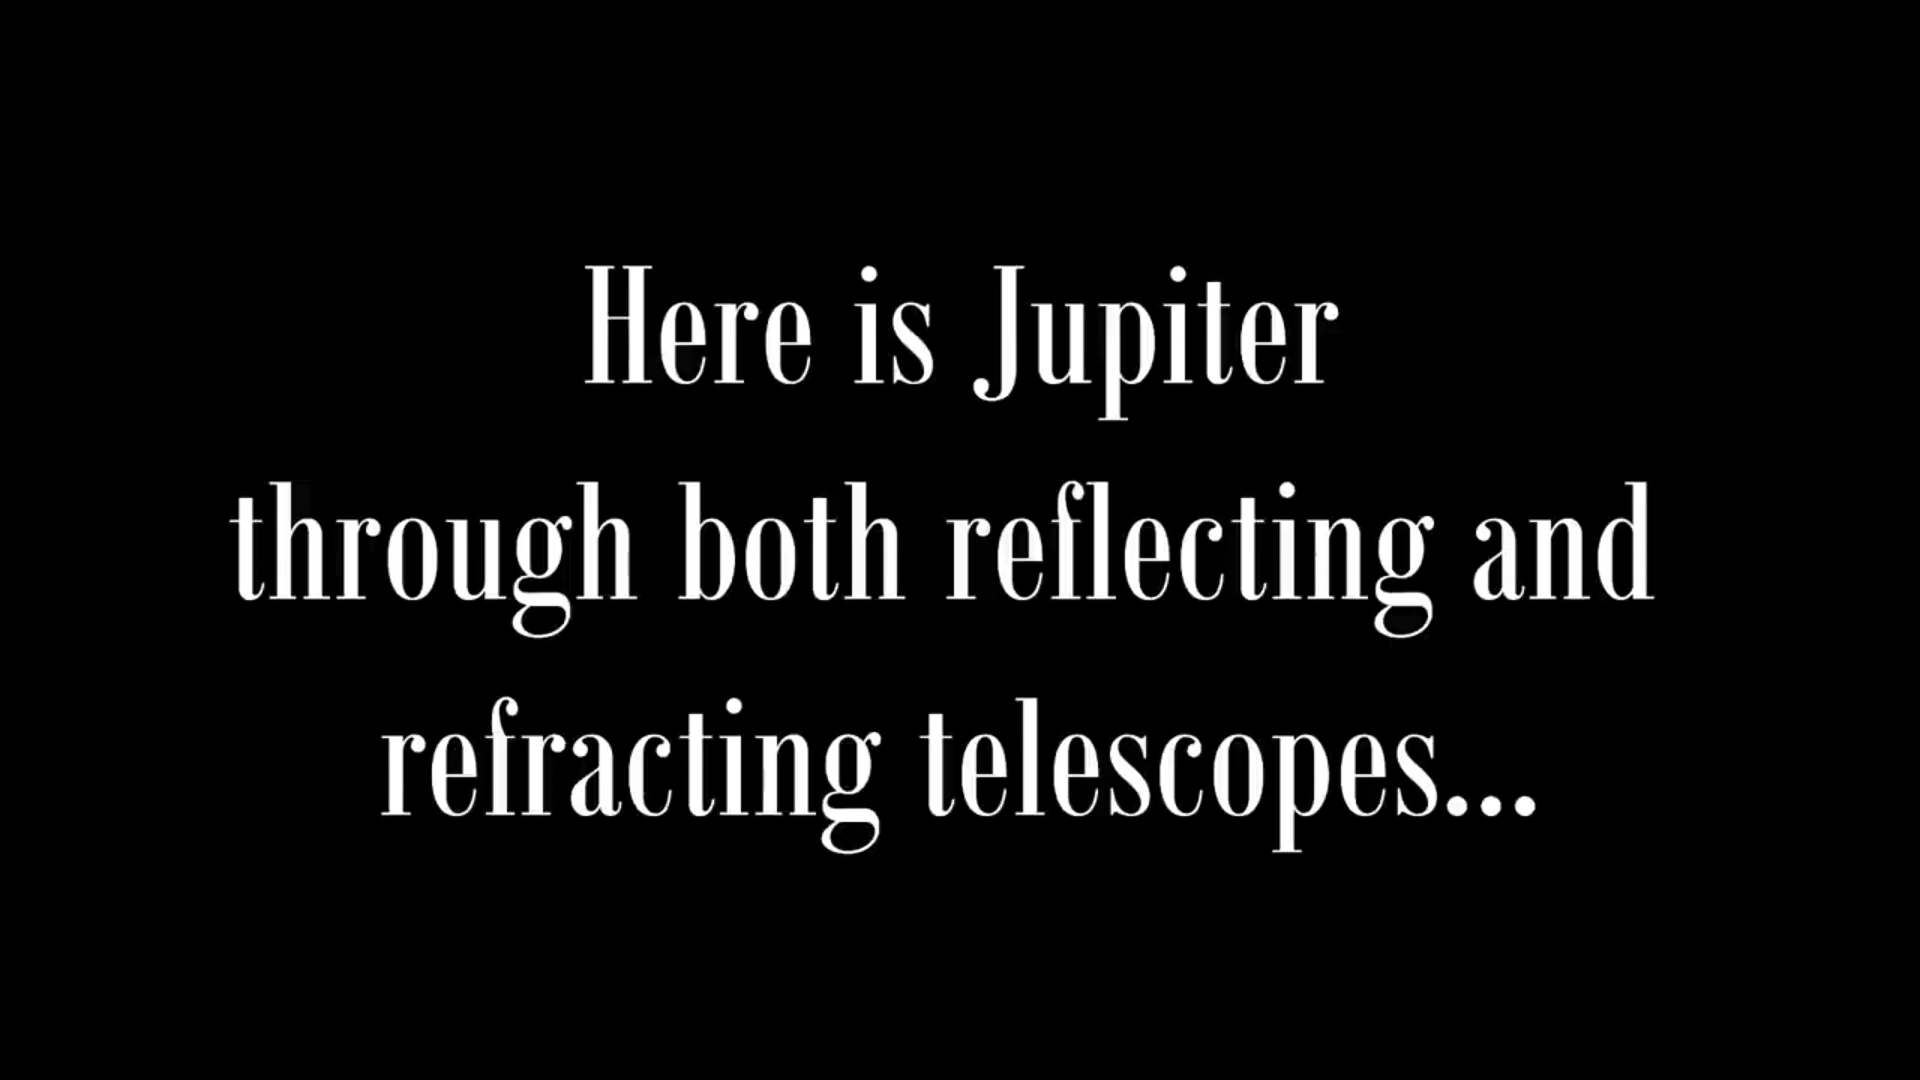 Here is Jupiter
through both reflecting and
refracting telescopes...